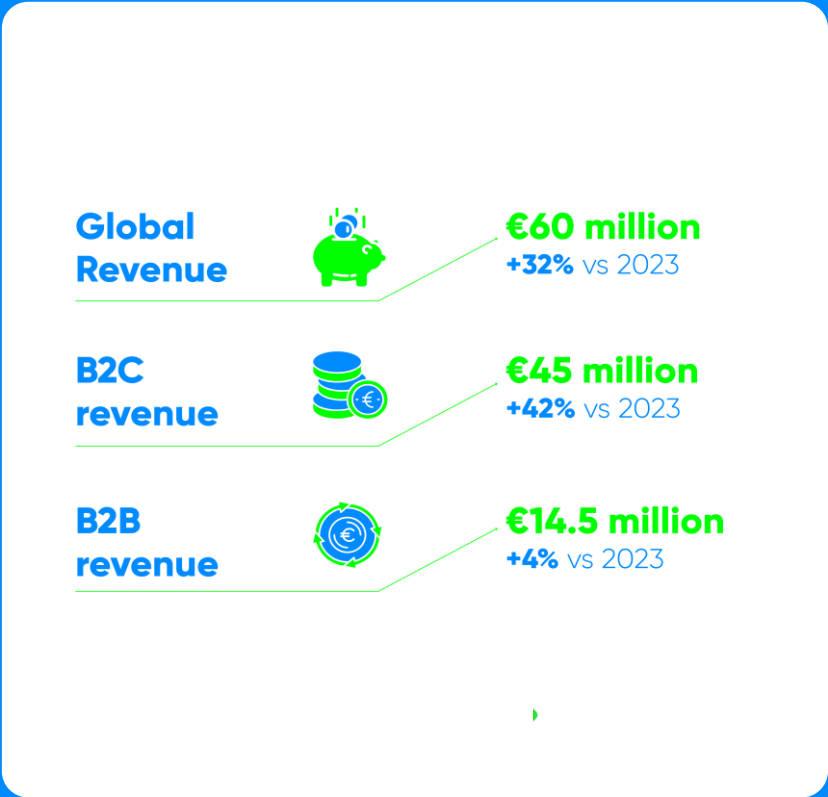 Global
Revenue
€60 million
+32% vs 2023
B2C
revenue
€
€45 million
+42% vs 2023
B2B
revenue
€
€14.5 million
+4% vs 2023